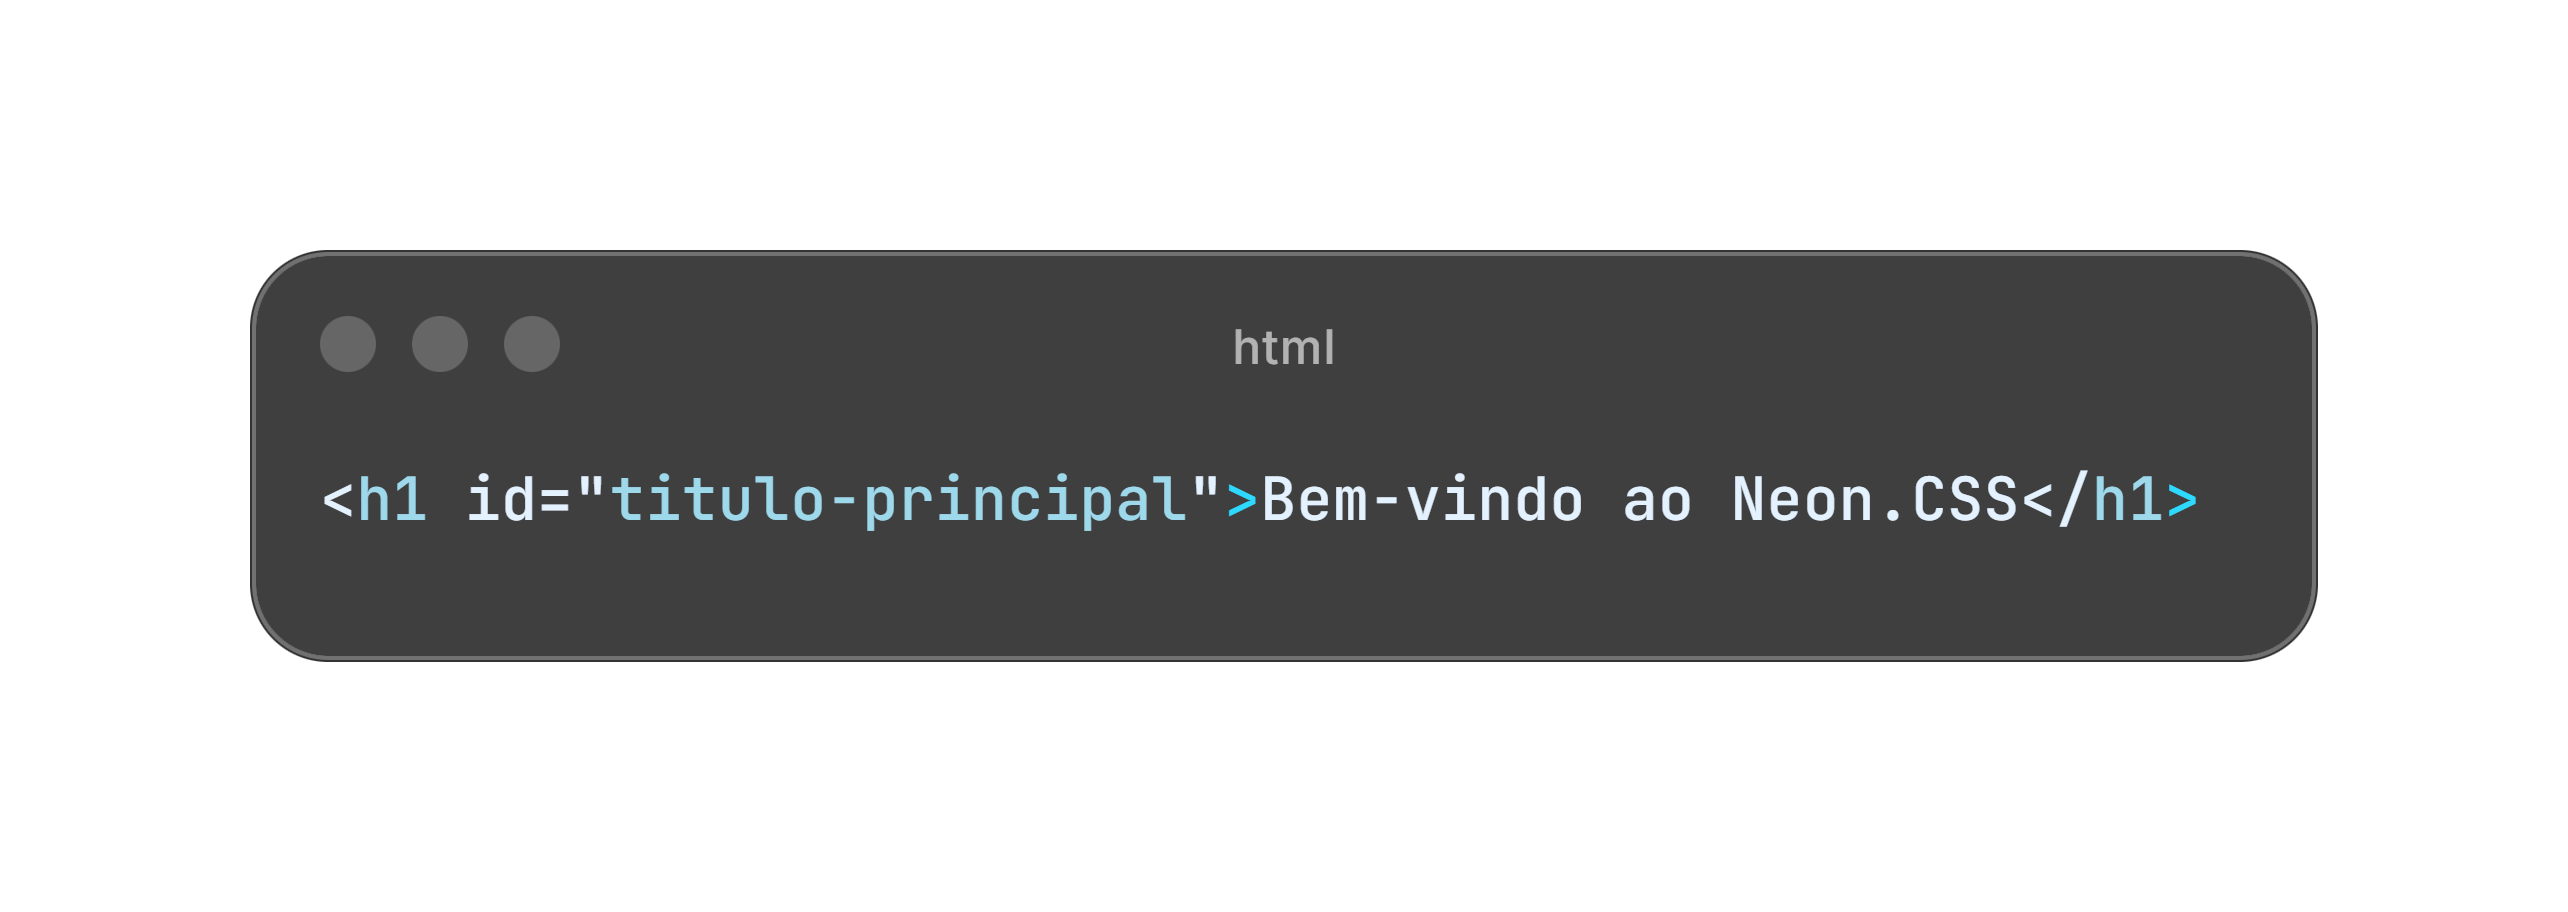 html
<h1 id="titulo-principal">Bem-vindo ao Neon.CSS</h1>